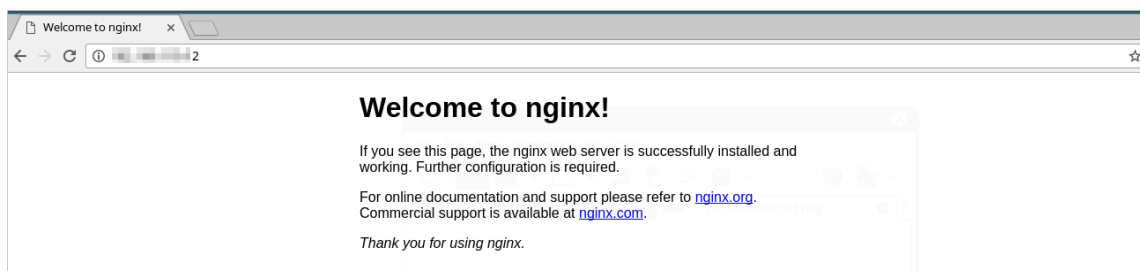 Welcome to nginx!
2
Welcome to nginx!
If you see this page, the nginx web server is successfully installed and
working. Further configuration is required.
For online documentation and support please refer to nginx.org.
Commercial support is available at nginx.com.
Thank you for using nginx.